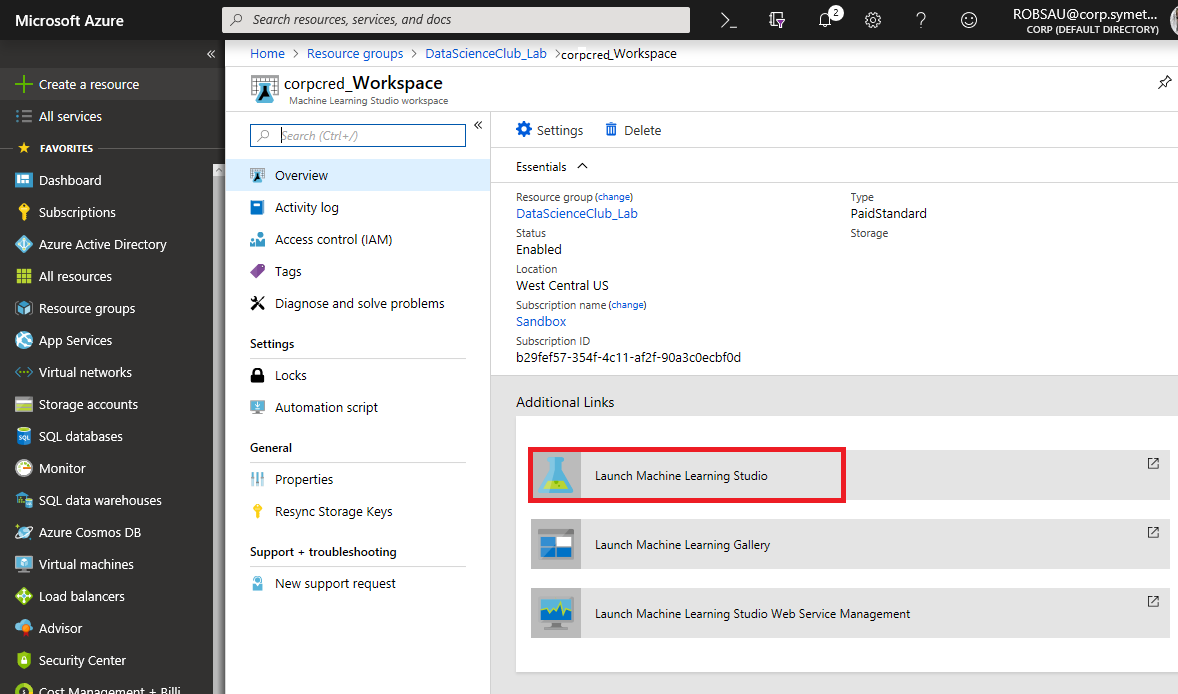 Microsoft Azure
Search resources, services, and docs
2
ROBSAU@corp.symet...
CORP (DEFAULT DIRECTORY)
«
Create a resource
All services
FAVORITES
Dashboard
Subscriptions
Azure Active Directory
All resources
Resource groups
App Services
Virtual networks
Storage accounts
SQL databases
Monitor
SQL data warehouses
Azure Cosmos DB
Virtual machines
Load balancers
Advisor
Security Center
Cost Management + Billi
Home > Resource groups > DataScienceClub_Lab >corpcred_Workspace
corpcred_Workspace
Machine Learning Studio workspace
Search (Ctrl+/)
«
Overview
Activity log
Access control (IAM)
Tags
Diagnose and solve problems
Settings
Locks
Automation script
General
Properties
Resync Storage Keys
Support + troubleshooting
New support request
Settings
Delete
Essentials
Resource group (change)
DataScienceClub_Lab
Status
Enabled
Location
West Central US
Subscription name (change)
Sandbox
Subscription ID
b29fef57-354f-4c11-af2f-90a3c0ecbf0d
Type
PaidStandard
Storage
Additional Links
Launch Machine Learning Studio
Launch Machine Learning Gallery
Launch Machine Learning Studio Web Service Management